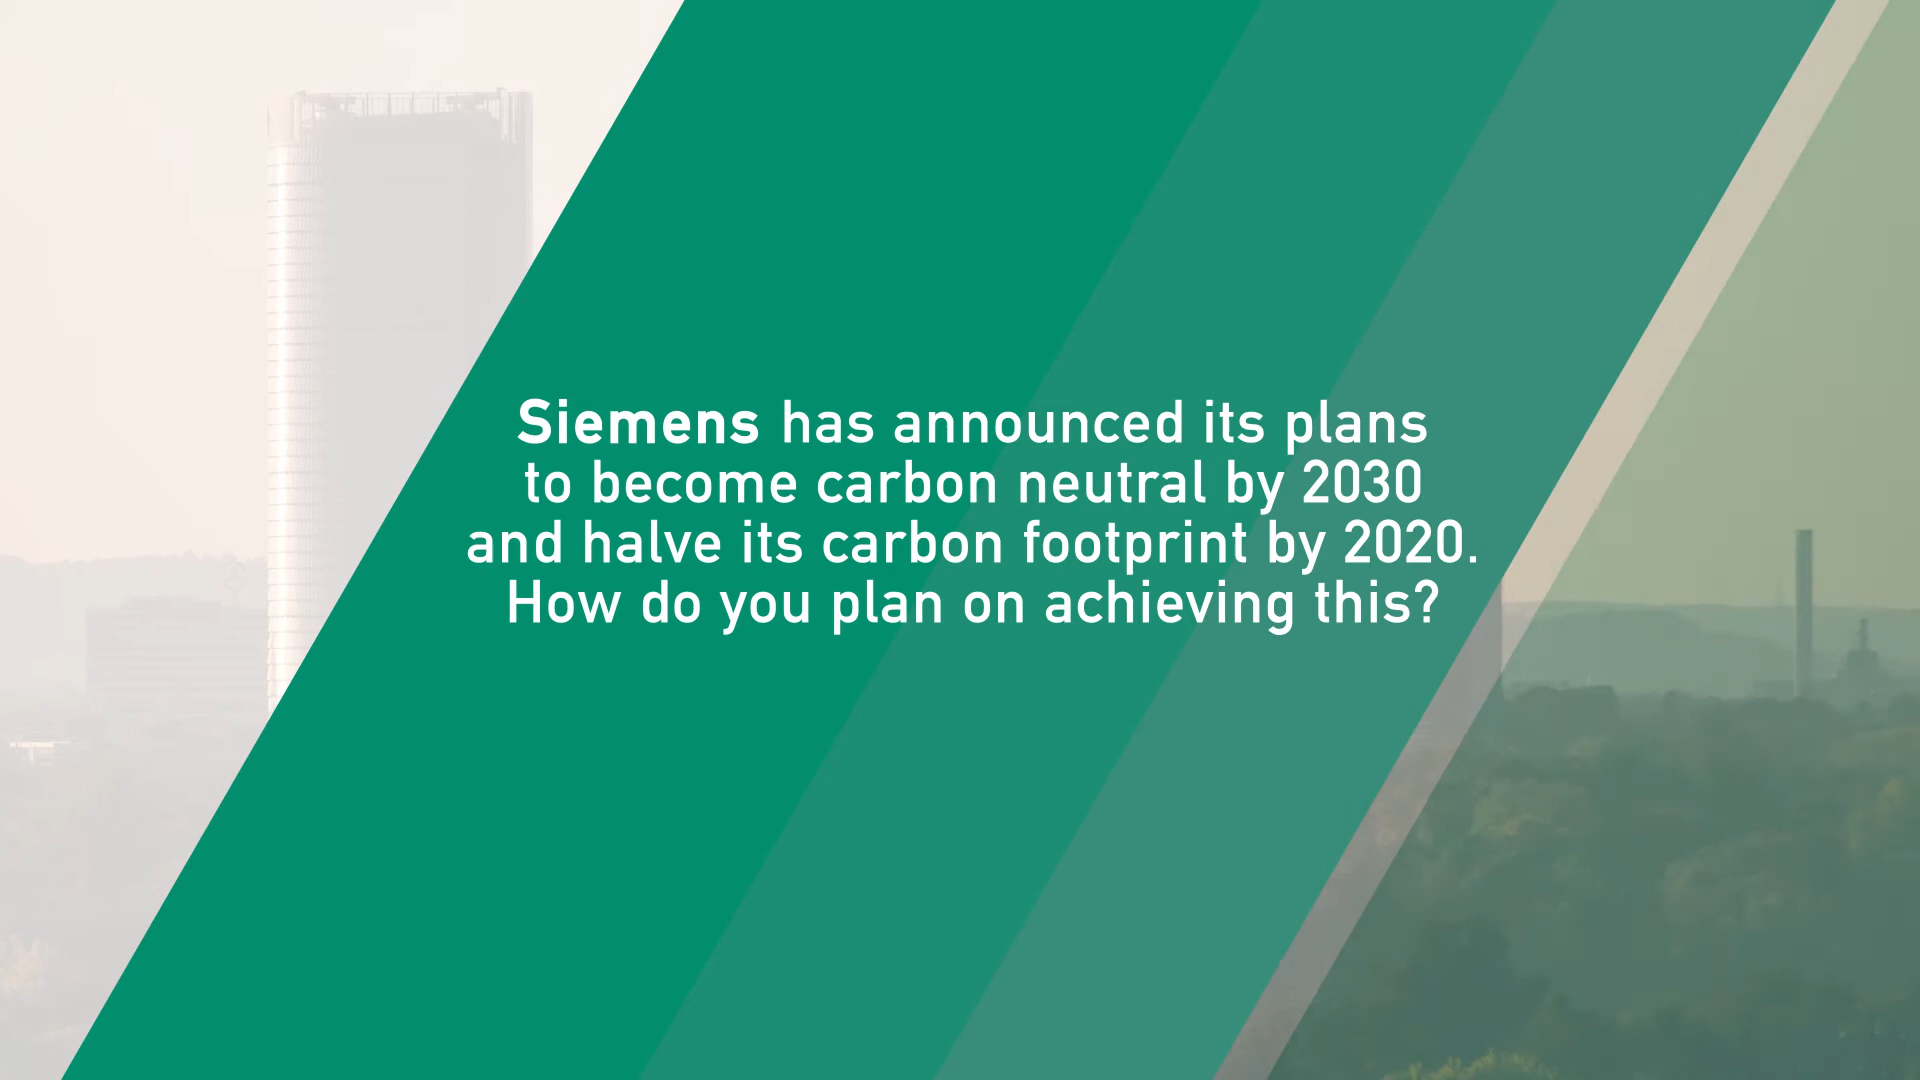 Siemens has announced its plans
to become carbon neutral by 2030
and halve its carbon footprint by 2020.
How do you plan on achieving this?